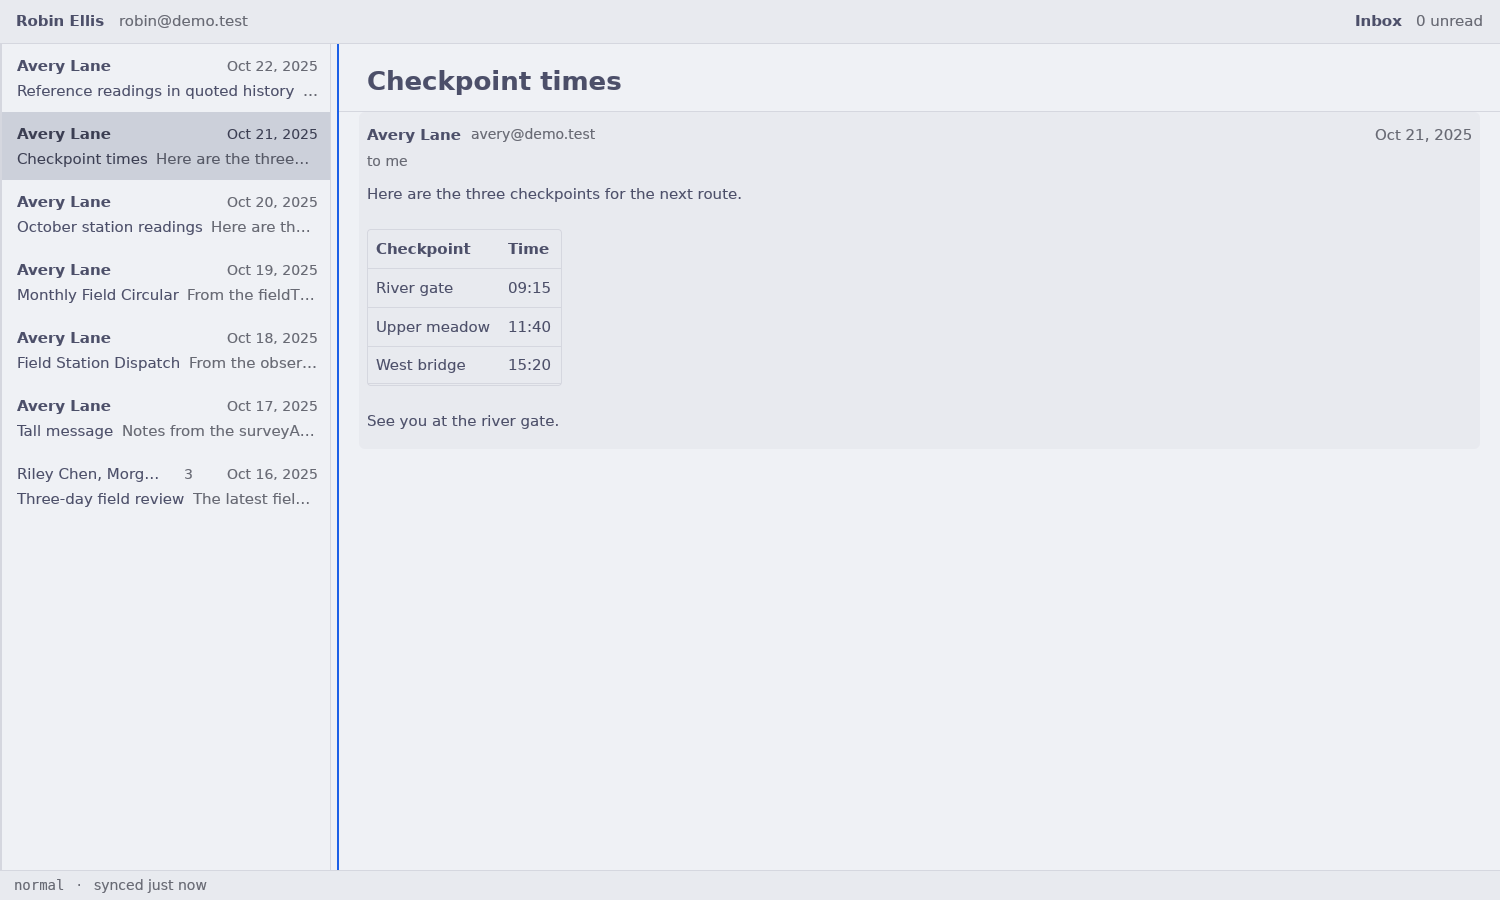 Robin Ellis robin@demo.test Inbox 0 unread
Avery Lane Oct 22, 2025
Reference readings in quoted history …
Avery Lane Oct 21, 2025
Checkpoint times Here are the three…
Avery Lane Oct 20, 2025
October station readings Here are th…
Avery Lane Oct 19, 2025
Monthly Field Circular From the fieldT…
Avery Lane Oct 18, 2025
Field Station Dispatch From the obser…
Avery Lane Oct 17, 2025
Tall message Notes from the surveyA…
Riley Chen, Morg… 3 Oct 16, 2025
Three-day field review The latest fiel…
Checkpoint times
Avery Lane avery@demo.test Oct 21, 2025
to me
Here are the three checkpoints for the next route.
Checkpoint Time
River gate 09:15
Upper meadow 11:40
West bridge 15:20
See you at the river gate.
normal · synced just now